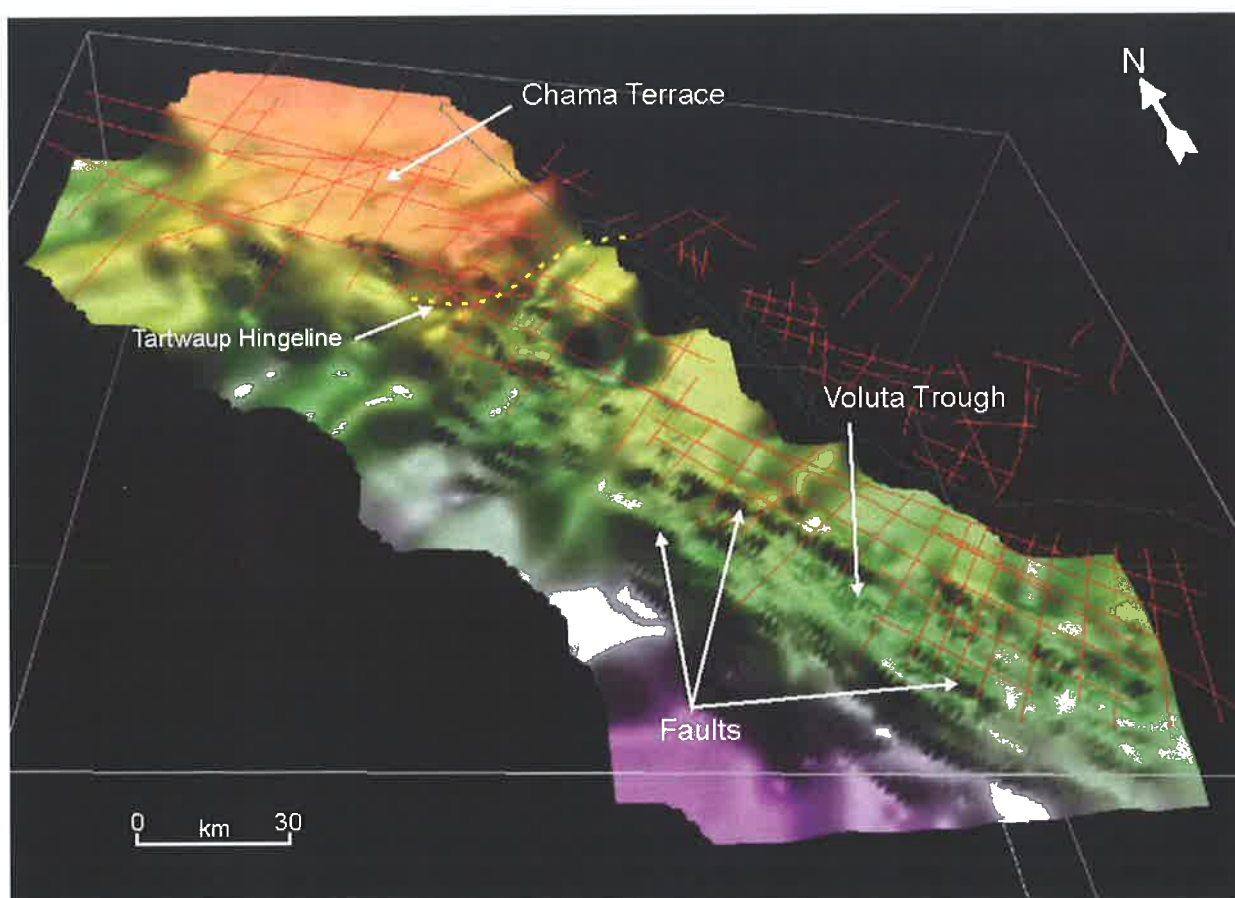 N
Chama Terrace
Tartwaup Hingeline
Voluta Trough
Faults
0 km 30